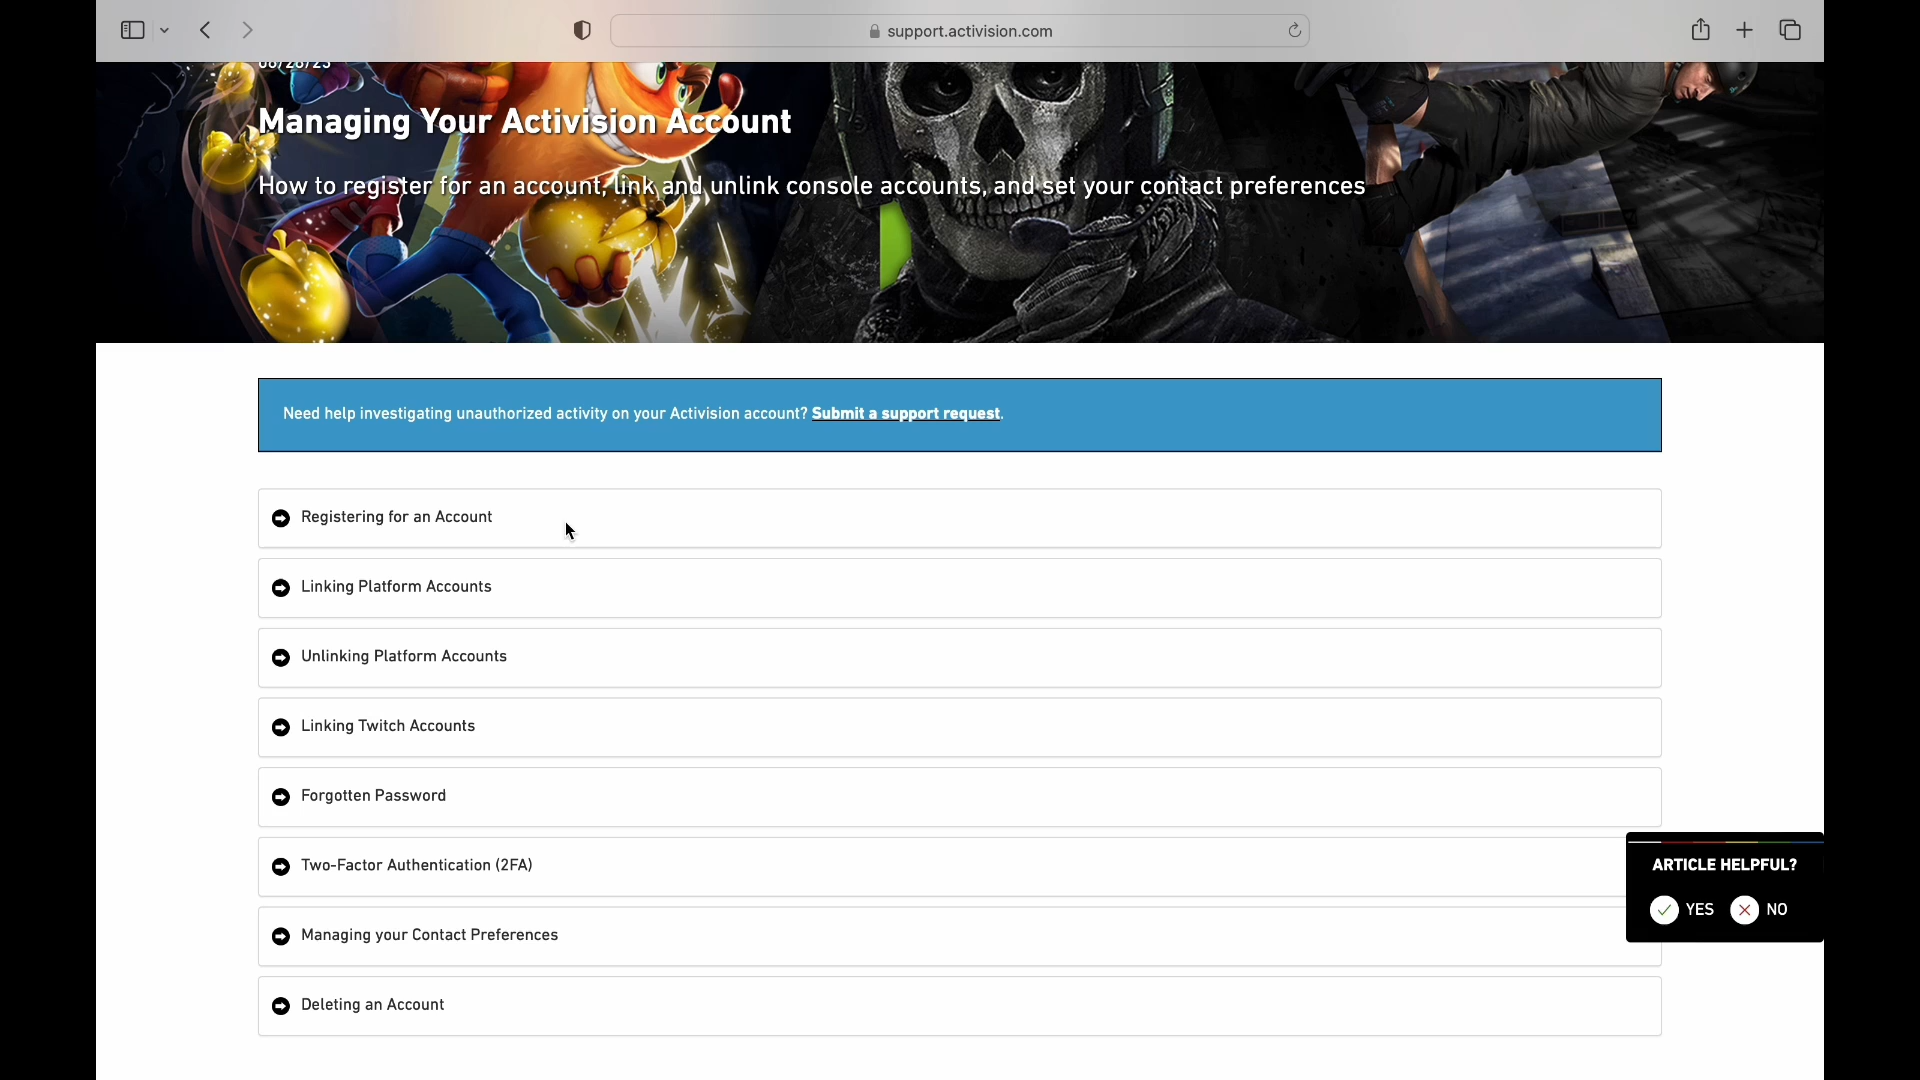 support.activision.com
Managing Your Activision Account
How to register for an account, link and unlink console accounts, and set your contact preferences
Need help investigating unauthorized activity on your Activision account? Submit a support request.
Registering for an Account
Linking Platform Accounts
Unlinking Platform Accounts
Linking Twitch Accounts
Forgotten Password
Two-Factor Authentication (2FA)
ARTICLE HELPFUL?
YES NO
Managing your Contact Preferences
Deleting an Account